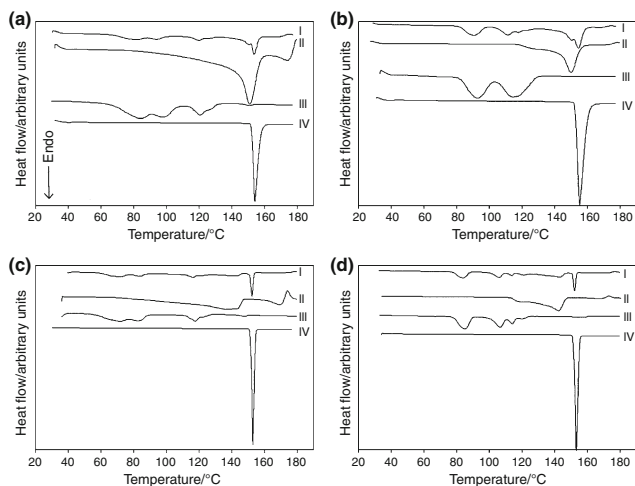 (a)
Heat flow/arbitrary units
Endo
I
II
III
IV
20 40 60 80 100 120 140 160 180
Temperature/°C
(b)
Heat flow/arbitrary units
I
II
III
IV
20 40 60 80 100 120 140 160 180
Temperature/°C
(c)
Heat flow/arbitrary units
I
II
III
IV
20 40 60 80 100 120 140 160 180
Temperature/°C
(d)
Heat flow/arbitrary units
I
II
III
IV
20 40 60 80 100 120 140 160 180
Temperature/°C